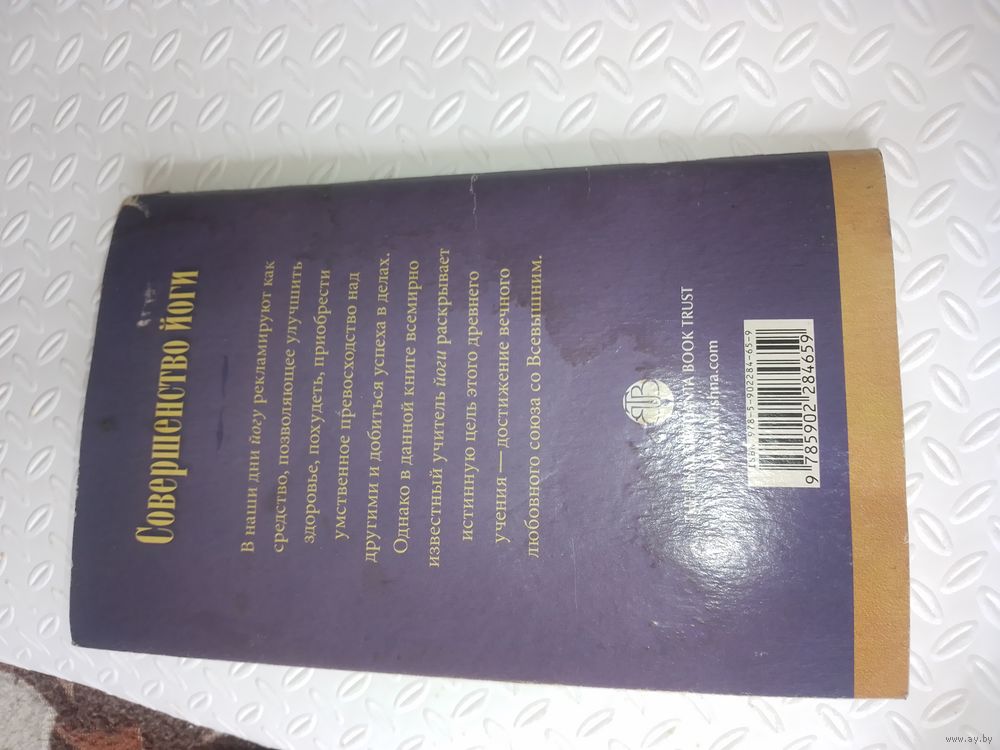 Совершенство йоги
В наши дни йогу рекламируют как
средство, позволяющее улучшить
здоровье, похудеть, приобрести
умственное превосходство над
другими и добиться успеха в делах.
Однако в данной книге всемирно
известный учитель йоги раскрывает
истинную цель этого древнего
учения — достижение вечного
любовного союза со Всевышним.
BOOK TRUST
ISBN 978-5-902284-65-9
9 785902 284659
www.ay.by